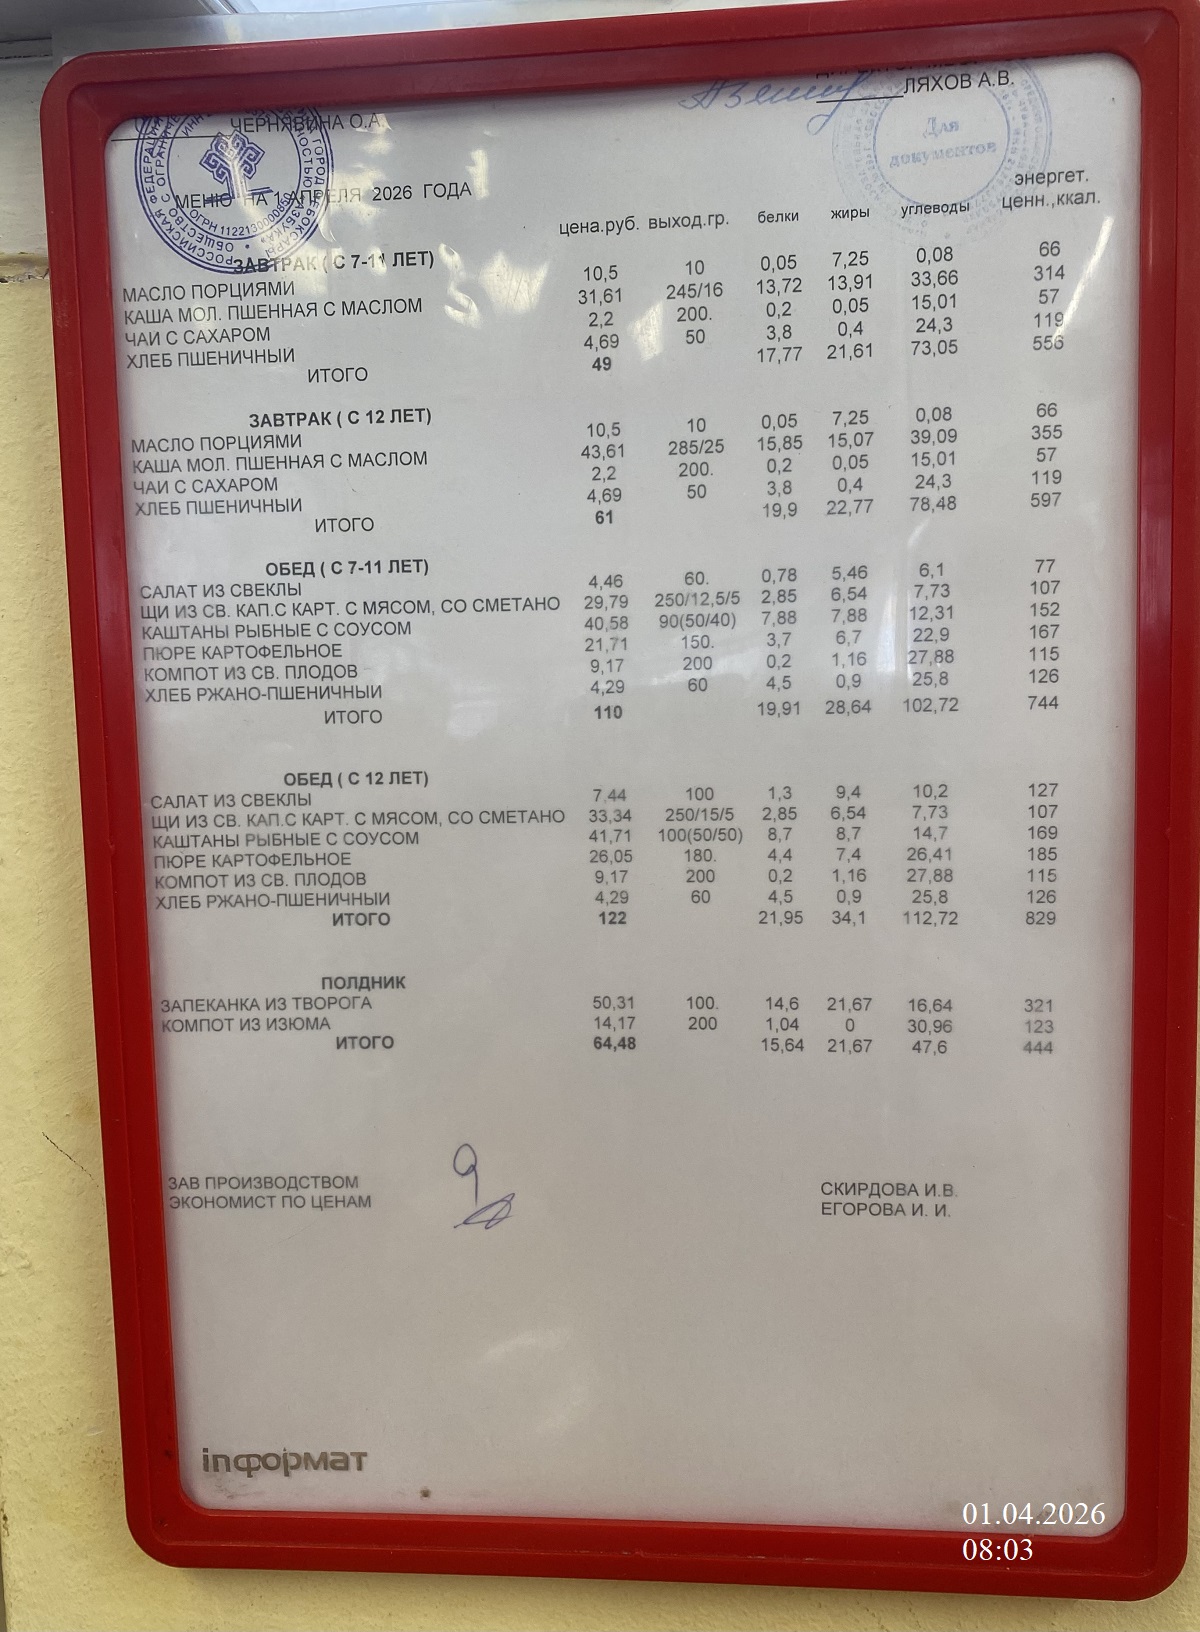 ЛЯХОВ А.В.
ЧЕРНЯВИНА О.А.
Для
документов
МЕНЮ НА 1 АПРЕЛЯ 2026 ГОДА
цена.руб. выход.гр. белки жиры углеводы энергет. ценн.,ккал.
ЗАВТРАК ( С 7-11 ЛЕТ)
МАСЛО ПОРЦИЯМИ 10,5 10 0,05 7,25 0,08 66
КАША МОЛ. ПШЕННАЯ С МАСЛОМ 31,61 245/16 13,72 13,91 33,66 314
ЧАИ С САХАРОМ 2,2 200. 0,2 0,05 15,01 57
ХЛЕБ ПШЕНИЧНЫЙ 4,69 50 3,8 0,4 24,3 119
ИТОГО 49 17,77 21,61 73,05 556
ЗАВТРАК ( С 12 ЛЕТ)
МАСЛО ПОРЦИЯМИ 10,5 10 0,05 7,25 0,08 66
КАША МОЛ. ПШЕННАЯ С МАСЛОМ 43,61 285/25 15,85 15,07 39,09 355
ЧАИ С САХАРОМ 2,2 200. 0,2 0,05 15,01 57
ХЛЕБ ПШЕНИЧНЫЙ 4,69 50 3,8 0,4 24,3 119
ИТОГО 61 19,9 22,77 78,48 597
ОБЕД ( С 7-11 ЛЕТ)
САЛАТ ИЗ СВЕКЛЫ 4,46 60. 0,78 5,46 6,1 77
ЩИ ИЗ СВ. КАП.С КАРТ. С МЯСОМ, СО СМЕТАНО 29,79 250/12,5/5 2,85 6,54 7,73 107
КАШТАНЫ РЫБНЫЕ С СОУСОМ 40,58 90(50/40) 7,88 7,88 12,31 152
ПЮРЕ КАРТОФЕЛЬНОЕ 21,71 150. 3,7 6,7 22,9 167
КОМПОТ ИЗ СВ. ПЛОДОВ 9,17 200 0,2 1,16 27,88 115
ХЛЕБ РЖАНО-ПШЕНИЧНЫЙ 4,29 60 4,5 0,9 25,8 126
ИТОГО 110 19,91 28,64 102,72 744
ОБЕД ( С 12 ЛЕТ)
САЛАТ ИЗ СВЕКЛЫ 7,44 100 1,3 9,4 10,2 127
ЩИ ИЗ СВ. КАП.С КАРТ. С МЯСОМ, СО СМЕТАНО 33,34 250/15/5 2,85 6,54 7,73 107
КАШТАНЫ РЫБНЫЕ С СОУСОМ 41,71 100(50/50) 8,7 8,7 14,7 169
ПЮРЕ КАРТОФЕЛЬНОЕ 26,05 180. 4,4 7,4 26,41 185
КОМПОТ ИЗ СВ. ПЛОДОВ 9,17 200 0,2 1,16 27,88 115
ХЛЕБ РЖАНО-ПШЕНИЧНЫЙ 4,29 60 4,5 0,9 25,8 126
ИТОГО 122 21,95 34,1 112,72 829
ПОЛДНИК
ЗАПЕКАНКА ИЗ ТВОРОГА 50,31 100. 14,6 21,67 16,64 321
КОМПОТ ИЗ ИЗЮМА 14,17 200 1,04 0 30,96 123
ИТОГО 64,48 15,64 21,67 47,6 444
ЗАВ ПРОИЗВОДСТВОМ СКИРДОВА И.В.
ЭКОНОМИСТ ПО ЦЕНАМ ЕГОРОВА И. И.
inформат
01.04.2026
08:03